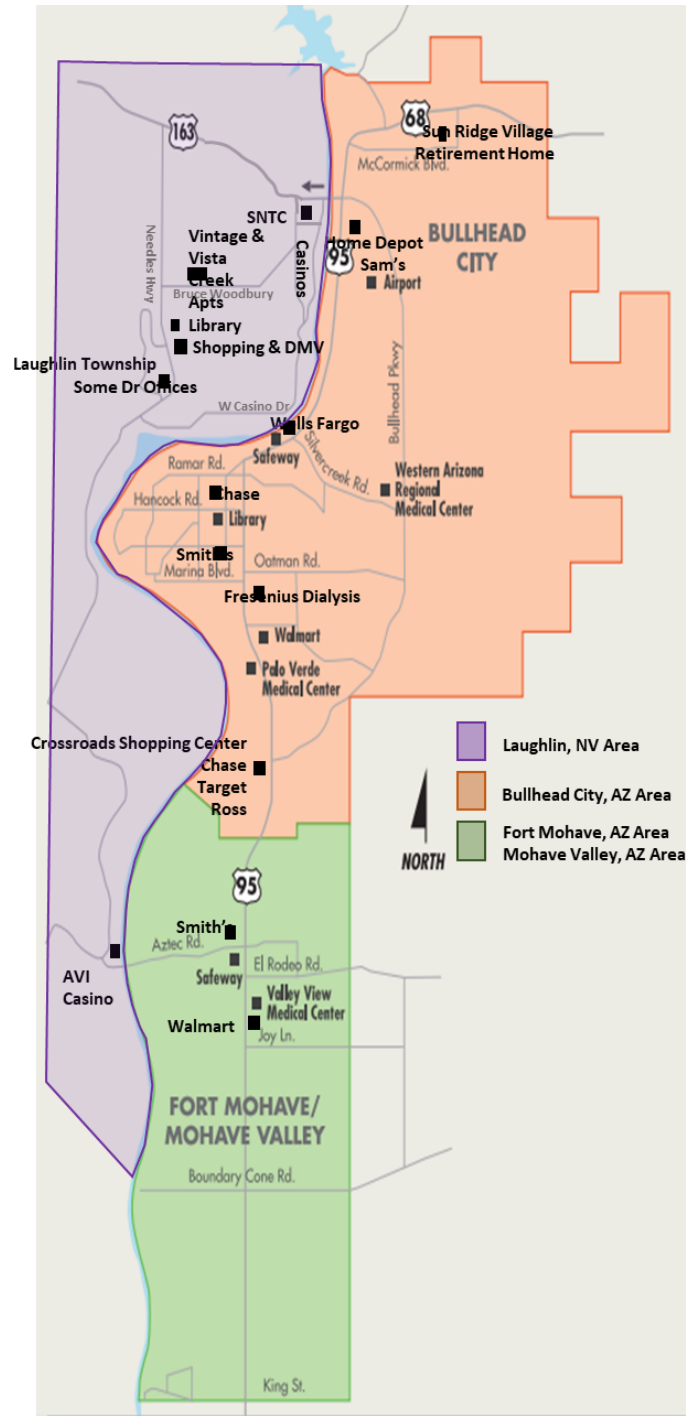 68
Sun Ridge Village
Retirement Home
163
McCormick Blvd.
SNTC
BULLHEAD
CITY
Needles Hwy
Vintage &
Vista
Creek
Apts
Casinos
Home Depot
Sam's
95
Airport
Bruce Woodbury
Library
Shopping & DMV
Laughlin Township
Some Dr Offices
Bullhead Pkwy
W Casino Dr
Wells Fargo
Safeway
Silvercreek Rd.
Ramar Rd.
Western Arizona
Regional
Medical Center
Hancock Rd.
Chase
Library
Smith's
Marina Blvd.
Oatman Rd.
Fresenius Dialysis
Walmart
Palo Verde
Medical Center
Crossroads Shopping Center
Chase
Target
Ross
Laughlin, NV Area
Bullhead City, AZ Area
Fort Mohave, AZ Area
Mohave Valley, AZ Area
NORTH
95
Smith's
Aztec Rd.
Safeway
El Rodeo Rd.
AVI
Casino
Valley View
Medical Center
Walmart
Joy Ln.
FORT MOHAVE/
MOHAVE VALLEY
Boundary Cone Rd.
King St.